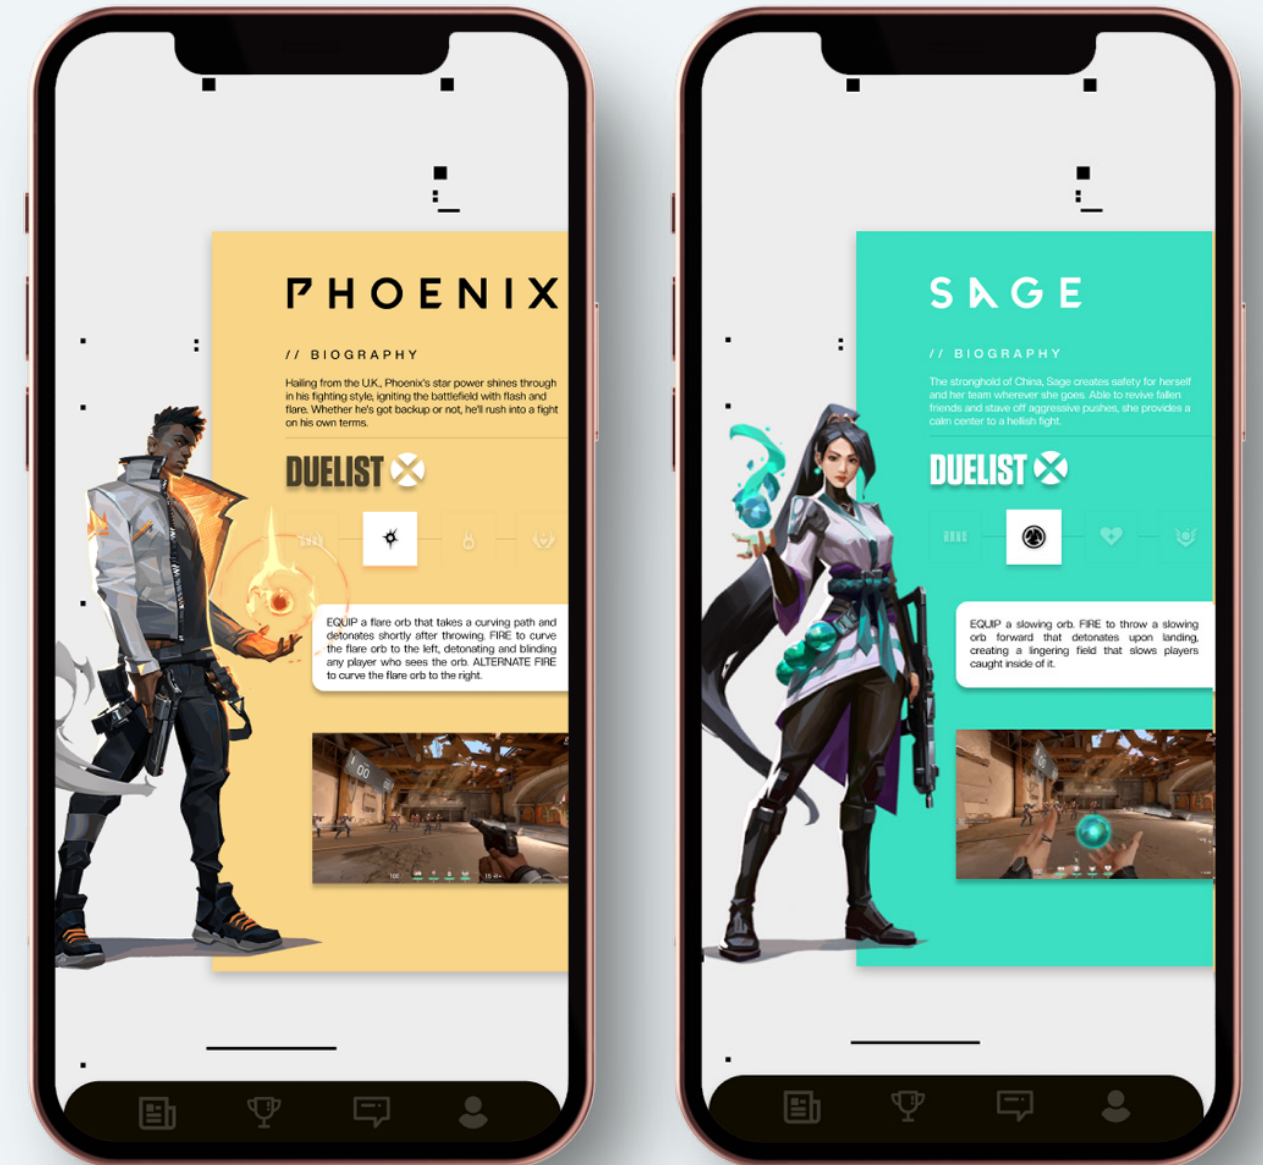 PHOENIX
// BIOGRAPHY
Hailing from the U.K., Phoenix's star power shines through
in his fighting style, igniting the battlefield with flash and
flare. Whether he's got backup or not, he'll rush into a fight
on his own terms.
DUELIST
EQUIP a flare orb that takes a curving path and
detonates shortly after throwing. FIRE to curve
the flare orb to the left, detonating and blinding
any player who sees the orb. ALTERNATE FIRE
to curve the flare orb to the right.
00
100
SAGE
// BIOGRAPHY
The stronghold of China, Sage creates safety for herself
and her team wherever she goes. Able to revive fallen
friends and stave off aggressive pushes, she provides a
calm center to a hellish fight.
DUELIST
EQUIP a slowing orb. FIRE to throw a slowing
orb forward that detonates upon landing,
creating a lingering field that slows players
caught inside of it.
00
100